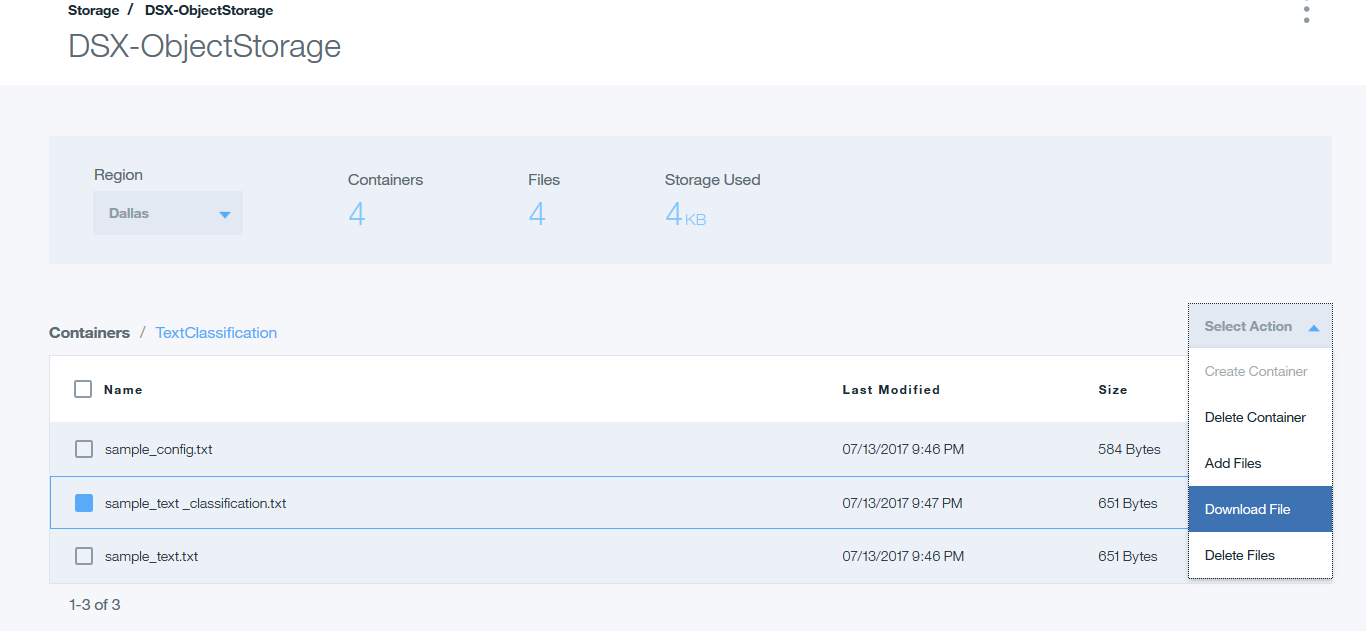 Storage / DSX-ObjectStorage
DSX-ObjectStorage
Region
Containers
Files
Storage Used
Dallas
4
4
4 KB
Containers / TextClassification
Select Action
Create Container
Delete Container
Add Files
Download File
Delete Files
Name Last Modified Size
sample_config.txt 07/13/2017 9:46 PM 584 Bytes
sample_text _classification.txt 07/13/2017 9:47 PM 651 Bytes
sample_text.txt 07/13/2017 9:46 PM 651 Bytes
1-3 of 3